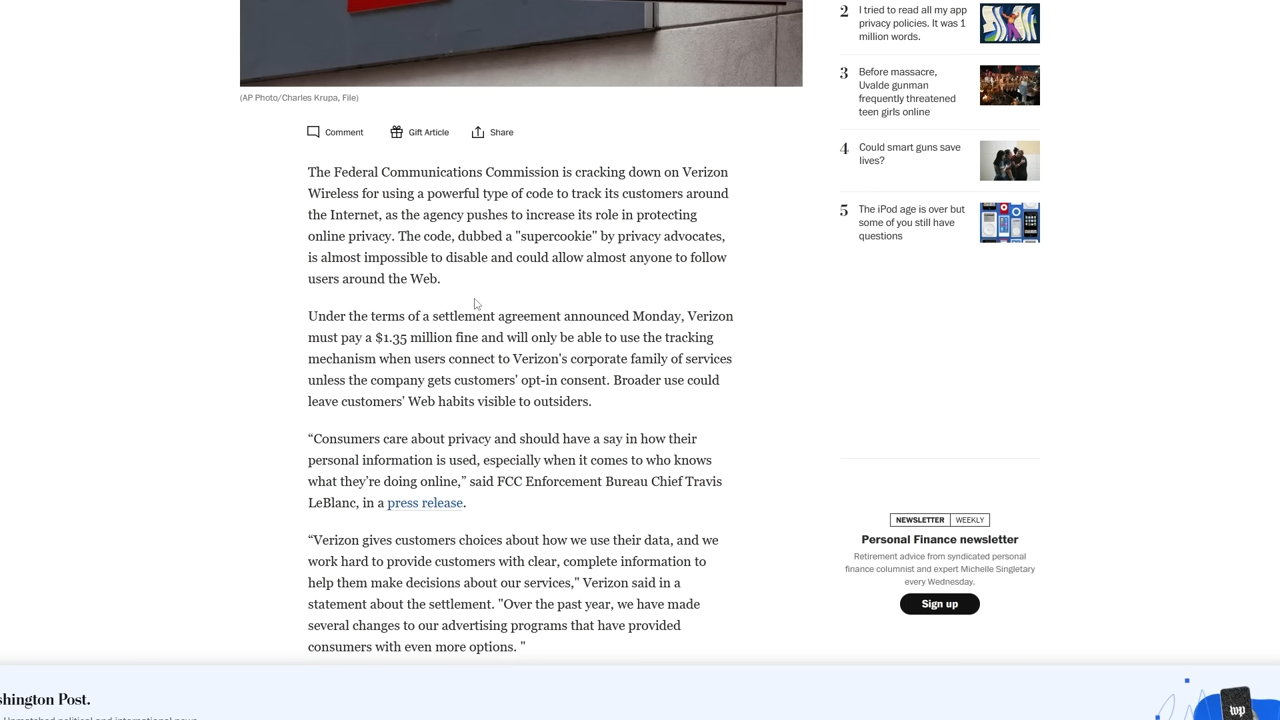 (AP Photo/Charles Krupa, File)
Comment
Gift Article
Share
The Federal Communications Commission is cracking down on Verizon
Wireless for using a powerful type of code to track its customers around
the Internet, as the agency pushes to increase its role in protecting
online privacy. The code, dubbed a "supercookie" by privacy advocates,
is almost impossible to disable and could allow almost anyone to follow
users around the Web.
Under the terms of a settlement agreement announced Monday, Verizon
must pay a $1.35 million fine and will only be able to use the tracking
mechanism when users connect to Verizon's corporate family of services
unless the company gets customers' opt-in consent. Broader use could
leave customers' Web habits visible to outsiders.
“Consumers care about privacy and should have a say in how their
personal information is used, especially when it comes to who knows
what they’re doing online,” said FCC Enforcement Bureau Chief Travis
LeBlanc, in a press release.
“Verizon gives customers choices about how we use their data, and we
work hard to provide customers with clear, complete information to
help them make decisions about our services," Verizon said in a
statement about the settlement. "Over the past year, we have made
several changes to our advertising programs that have provided
consumers with even more options. "
2
I tried to read all my app
privacy policies. It was 1
million words.
3
Before massacre,
Uvalde gunman
frequently threatened
teen girls online
4
Could smart guns save
lives?
5
The iPod age is over but
some of you still have
questions
NEWSLETTER WEEKLY
Personal Finance newsletter
Retirement advice from syndicated personal
finance columnist and expert Michelle Singletary
every Wednesday.
Sign up
shington Post.
Unmatched political and international news
wp